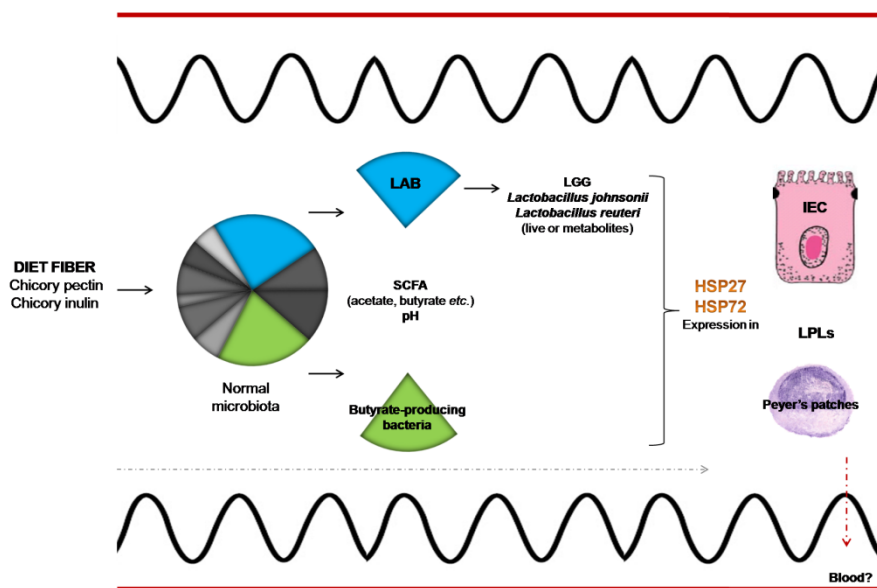 DIET FIBER
Chicory pectin
Chicory inulin
Normal
microbiota
LAB
LGG
Lactobacillus johnsonii
Lactobacillus reuteri
(live or metabolites)
SCFA
(acetate, butyrate etc.)
pH
Butyrate-producing
bacteria
HSP27
HSP72
Expression in
IEC
LPLs
Peyer's patches
Blood?